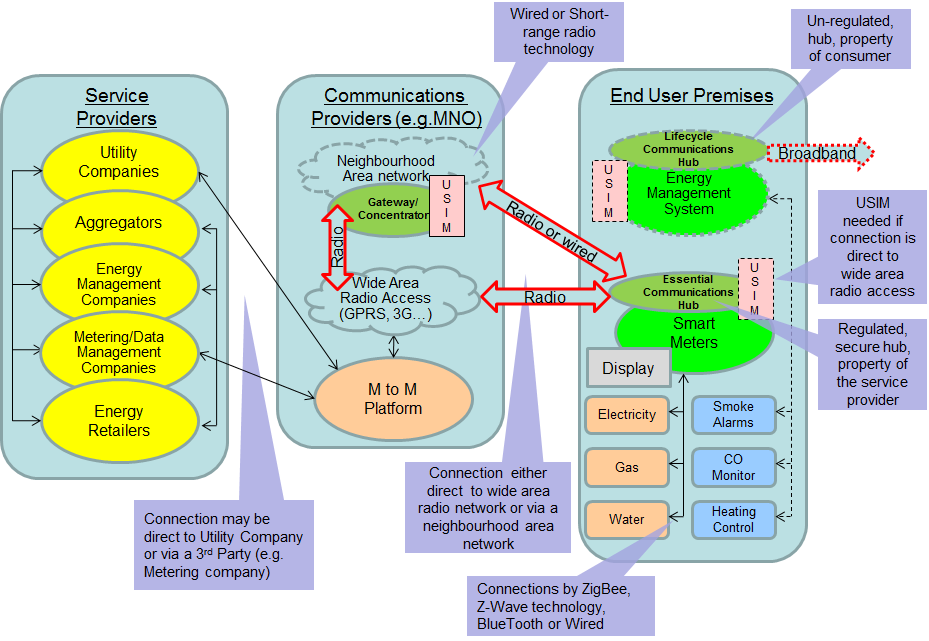 Wired or Short-
range radio
technology
Un-regulated,
hub, property
of consumer
Service
Providers
Utility
Companies
Aggregators
Energy
Management
Companies
Metering/Data
Management
Companies
Energy
Retailers
Communications
Providers (e.g.MNO)
Neighbourhood
Area network
Gateway/
Concentrator
U
S
I
M
Radio
Wide Area
Radio Access
(GPRS, 3G…)
M to M
Platform
Radio or wired
Radio
End User Premises
Lifecycle
Communications
Hub
Broadband
U
S
I
M
Energy
Management
System
Essential
Communications
Hub
U
S
I
M
Smart
Meters
Display
Electricity
Gas
Water
Smoke
Alarms
CO
Monitor
Heating
Control
USIM
needed if
connection is
direct to
wide area
radio access
Regulated,
secure hub,
property of
the service
provider
Connection may be
direct to Utility Company
or via a 3rd Party (e.g.
Metering company)
Connection either
direct to wide area
radio network or via a
neighbourhood area
network
Connections by ZigBee,
Z-Wave technology,
BlueTooth or Wired